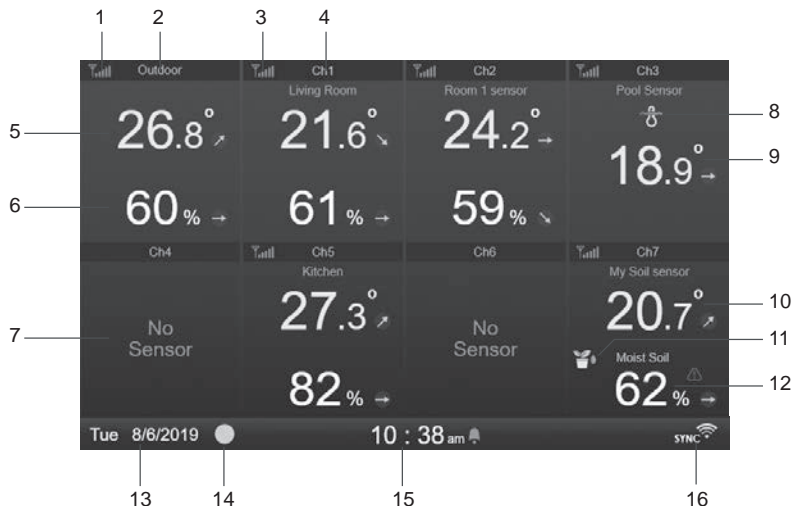 1 2 3 4
Outdoor Ch1 Ch2 Ch3
Living Room Room 1 sensor Pool Sensor
8
5 26.8° 21.6° 24.2° 18.9° 9
6 60% 61% 59%
Ch4 Ch5 Ch6 Ch7
Kitchen My Soil sensor
27.3° 20.7° 10
7 No Sensor No Sensor 11
Moist Soil
82% 62% 12
Tue 8/6/2019 10 : 38 am SYNC
13 14 15 16